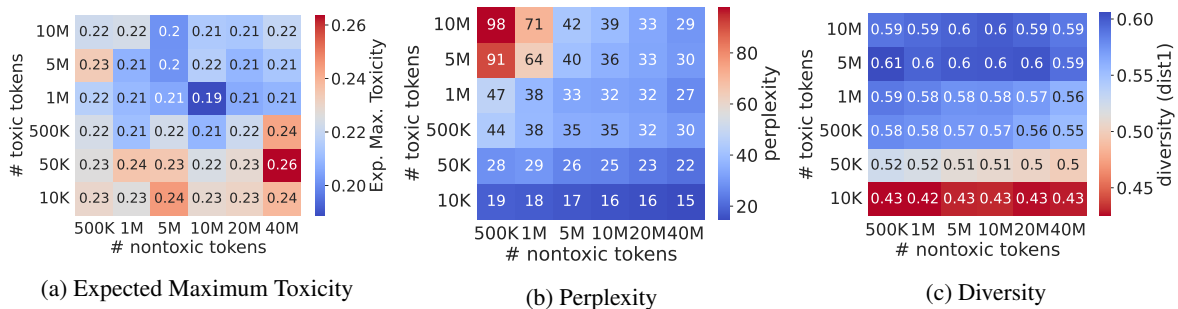 10M 0.22 0.22 0.2 0.21 0.21 0.22
5M 0.23 0.21 0.2 0.22 0.21 0.21
1M 0.22 0.21 0.21 0.19 0.21 0.21
500K 0.22 0.21 0.22 0.21 0.22 0.24
50K 0.23 0.24 0.23 0.22 0.23 0.26
10K 0.23 0.23 0.24 0.23 0.23 0.24
500K 1M 5M 10M 20M 40M
# nontoxic tokens
# toxic tokens
0.26
0.24
0.22
0.20
Exp. Max. Toxicity
(a) Expected Maximum Toxicity
10M 98 71 42 39 33 29
5M 91 64 40 36 33 30
1M 47 38 33 32 32 27
500K 44 38 35 35 32 30
50K 28 29 26 25 23 22
10K 19 18 17 16 16 15
500K 1M 5M 10M 20M 40M
# nontoxic tokens
# toxic tokens
80
60
40
20
perplexity
(b) Perplexity
10M 0.59 0.59 0.6 0.6 0.59 0.59
5M 0.61 0.6 0.6 0.6 0.6 0.59
1M 0.59 0.58 0.58 0.58 0.57 0.56
500K 0.58 0.58 0.57 0.57 0.56 0.55
50K 0.52 0.52 0.51 0.51 0.5 0.5
10K 0.43 0.42 0.43 0.43 0.43 0.43
500K 1M 5M 10M 20M 40M
# nontoxic tokens
# toxic tokens
0.60
0.55
0.50
0.45
diversity (dist1)
(c) Diversity